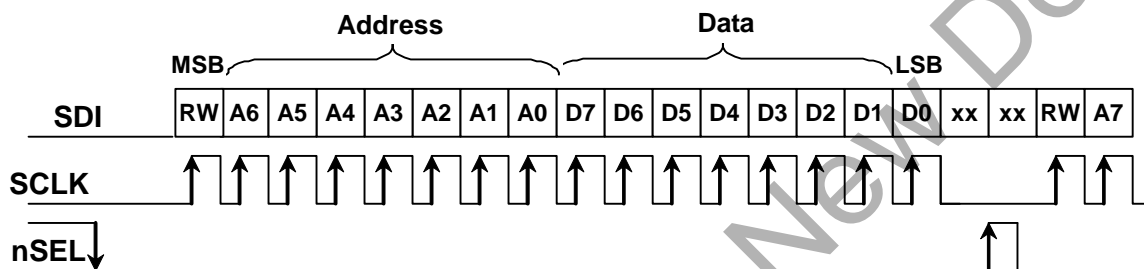 Address Data
MSB LSB
SDI RW A6 A5 A4 A3 A2 A1 A0 D7 D6 D5 D4 D3 D2 D1 D0 xx xx RW A7
SCLK
nSEL
New